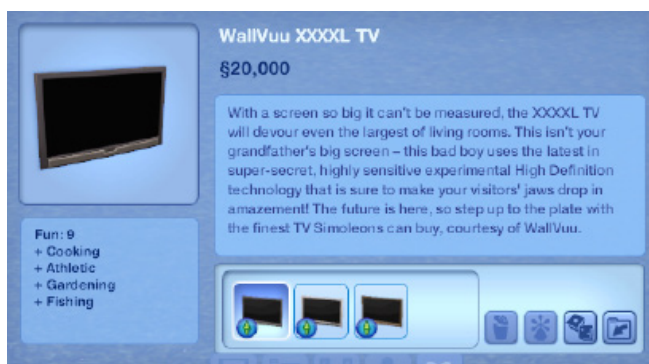 WallVuu XXXXL TV
§20,000
With a screen so big it can't be measured, the XXXXL TV
will devour even the largest of living rooms. This isn't your
grandfather's big screen – this bad boy uses the latest in
super-secret, highly sensitive experimental High Definition
technology that is sure to make your visitors' jaws drop in
amazement! The future is here, so step up to the plate with
the finest TV Simoleons can buy, courtesy of WallVuu.
Fun: 9
+ Cooking
+ Athletic
+ Gardening
+ Fishing